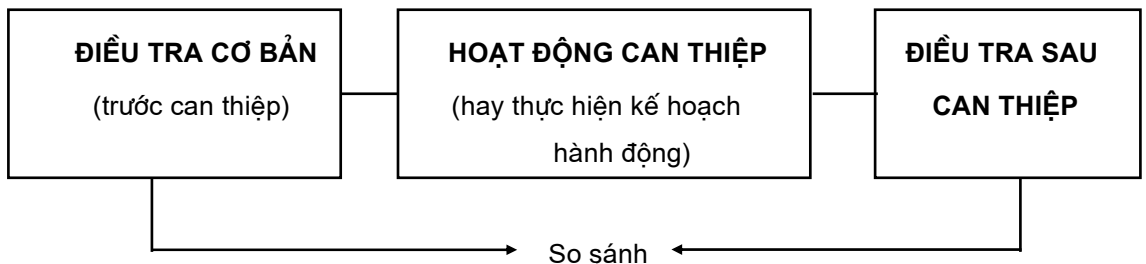 ĐIỀU TRA CƠ BẢN
(trước can thiệp)
HOẠT ĐỘNG CAN THIỆP
(hay thực hiện kế hoạch
hành động)
ĐIỀU TRA SAU
CAN THIỆP
So sánh